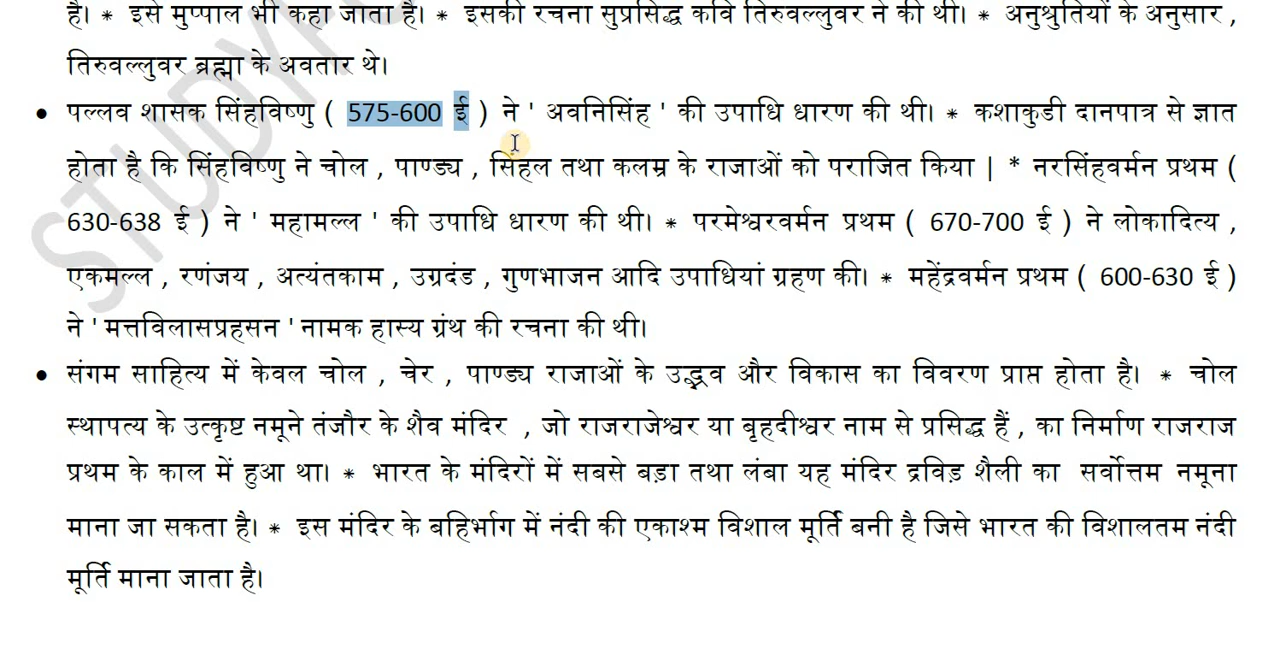 है। * इसे मुप्पाल भी कहा जाता है। * इसकी रचना सुप्रसिद्ध कवि तिरुवल्लुवर ने की थी। * अनुश्रुतियों के अनुसार ,
तिरुवल्लुवर ब्रह्मा के अवतार थे।
• पल्लव शासक सिंहविष्णु ( 575-600 ई ) ने ' अवनिसिंह ' की उपाधि धारण की थी। * कशाकुडी दानपात्र से ज्ञात
होता है कि सिंहविष्णु ने चोल , पाण्ड्य , सिंहल तथा कलम्र के राजाओं को पराजित किया | * नरसिंहवर्मन प्रथम (
630-638 ई ) ने ' महामल्ल ' की उपाधि धारण की थी। * परमेश्वरवर्मन प्रथम ( 670-700 ई ) ने लोकादित्य ,
एकमल्ल , रणंजय , अत्यंतकाम , उग्रदंड , गुणभाजन आदि उपाधियां ग्रहण की। * महेंद्रवर्मन प्रथम ( 600-630 ई )
ने ' मत्तविलासप्रहसन ' नामक हास्य ग्रंथ की रचना की थी।
• संगम साहित्य में केवल चोल , चेर , पाण्ड्य राजाओं के उद्भव और विकास का विवरण प्राप्त होता है। * चोल
स्थापत्य के उत्कृष्ट नमूने तंजौर के शैव मंदिर , जो राजराजेश्वर या बृहदीश्वर नाम से प्रसिद्ध हैं , का निर्माण राजराज
प्रथम के काल में हुआ था। * भारत के मंदिरों में सबसे बड़ा तथा लंबा यह मंदिर द्रविड़ शैली का सर्वोत्तम नमूना
माना जा सकता है। * इस मंदिर के बहिर्भाग में नंदी की एकाश्म विशाल मूर्ति बनी है जिसे भारत की विशालतम नंदी
मूर्ति माना जाता है।
STUDYF